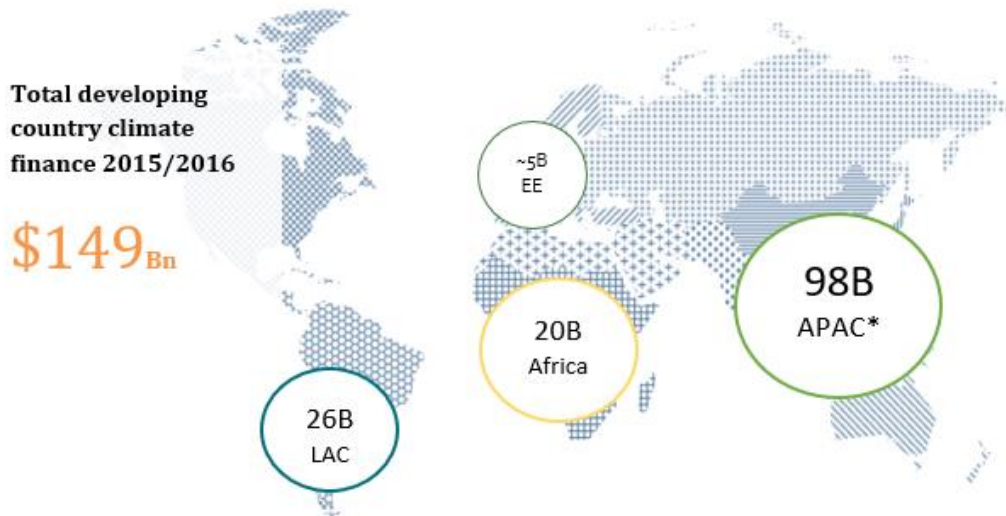 Total developing
country climate
finance 2015/2016
$149Bn
~5B
EE
98B
APAC*
20B
Africa
26B
LAC